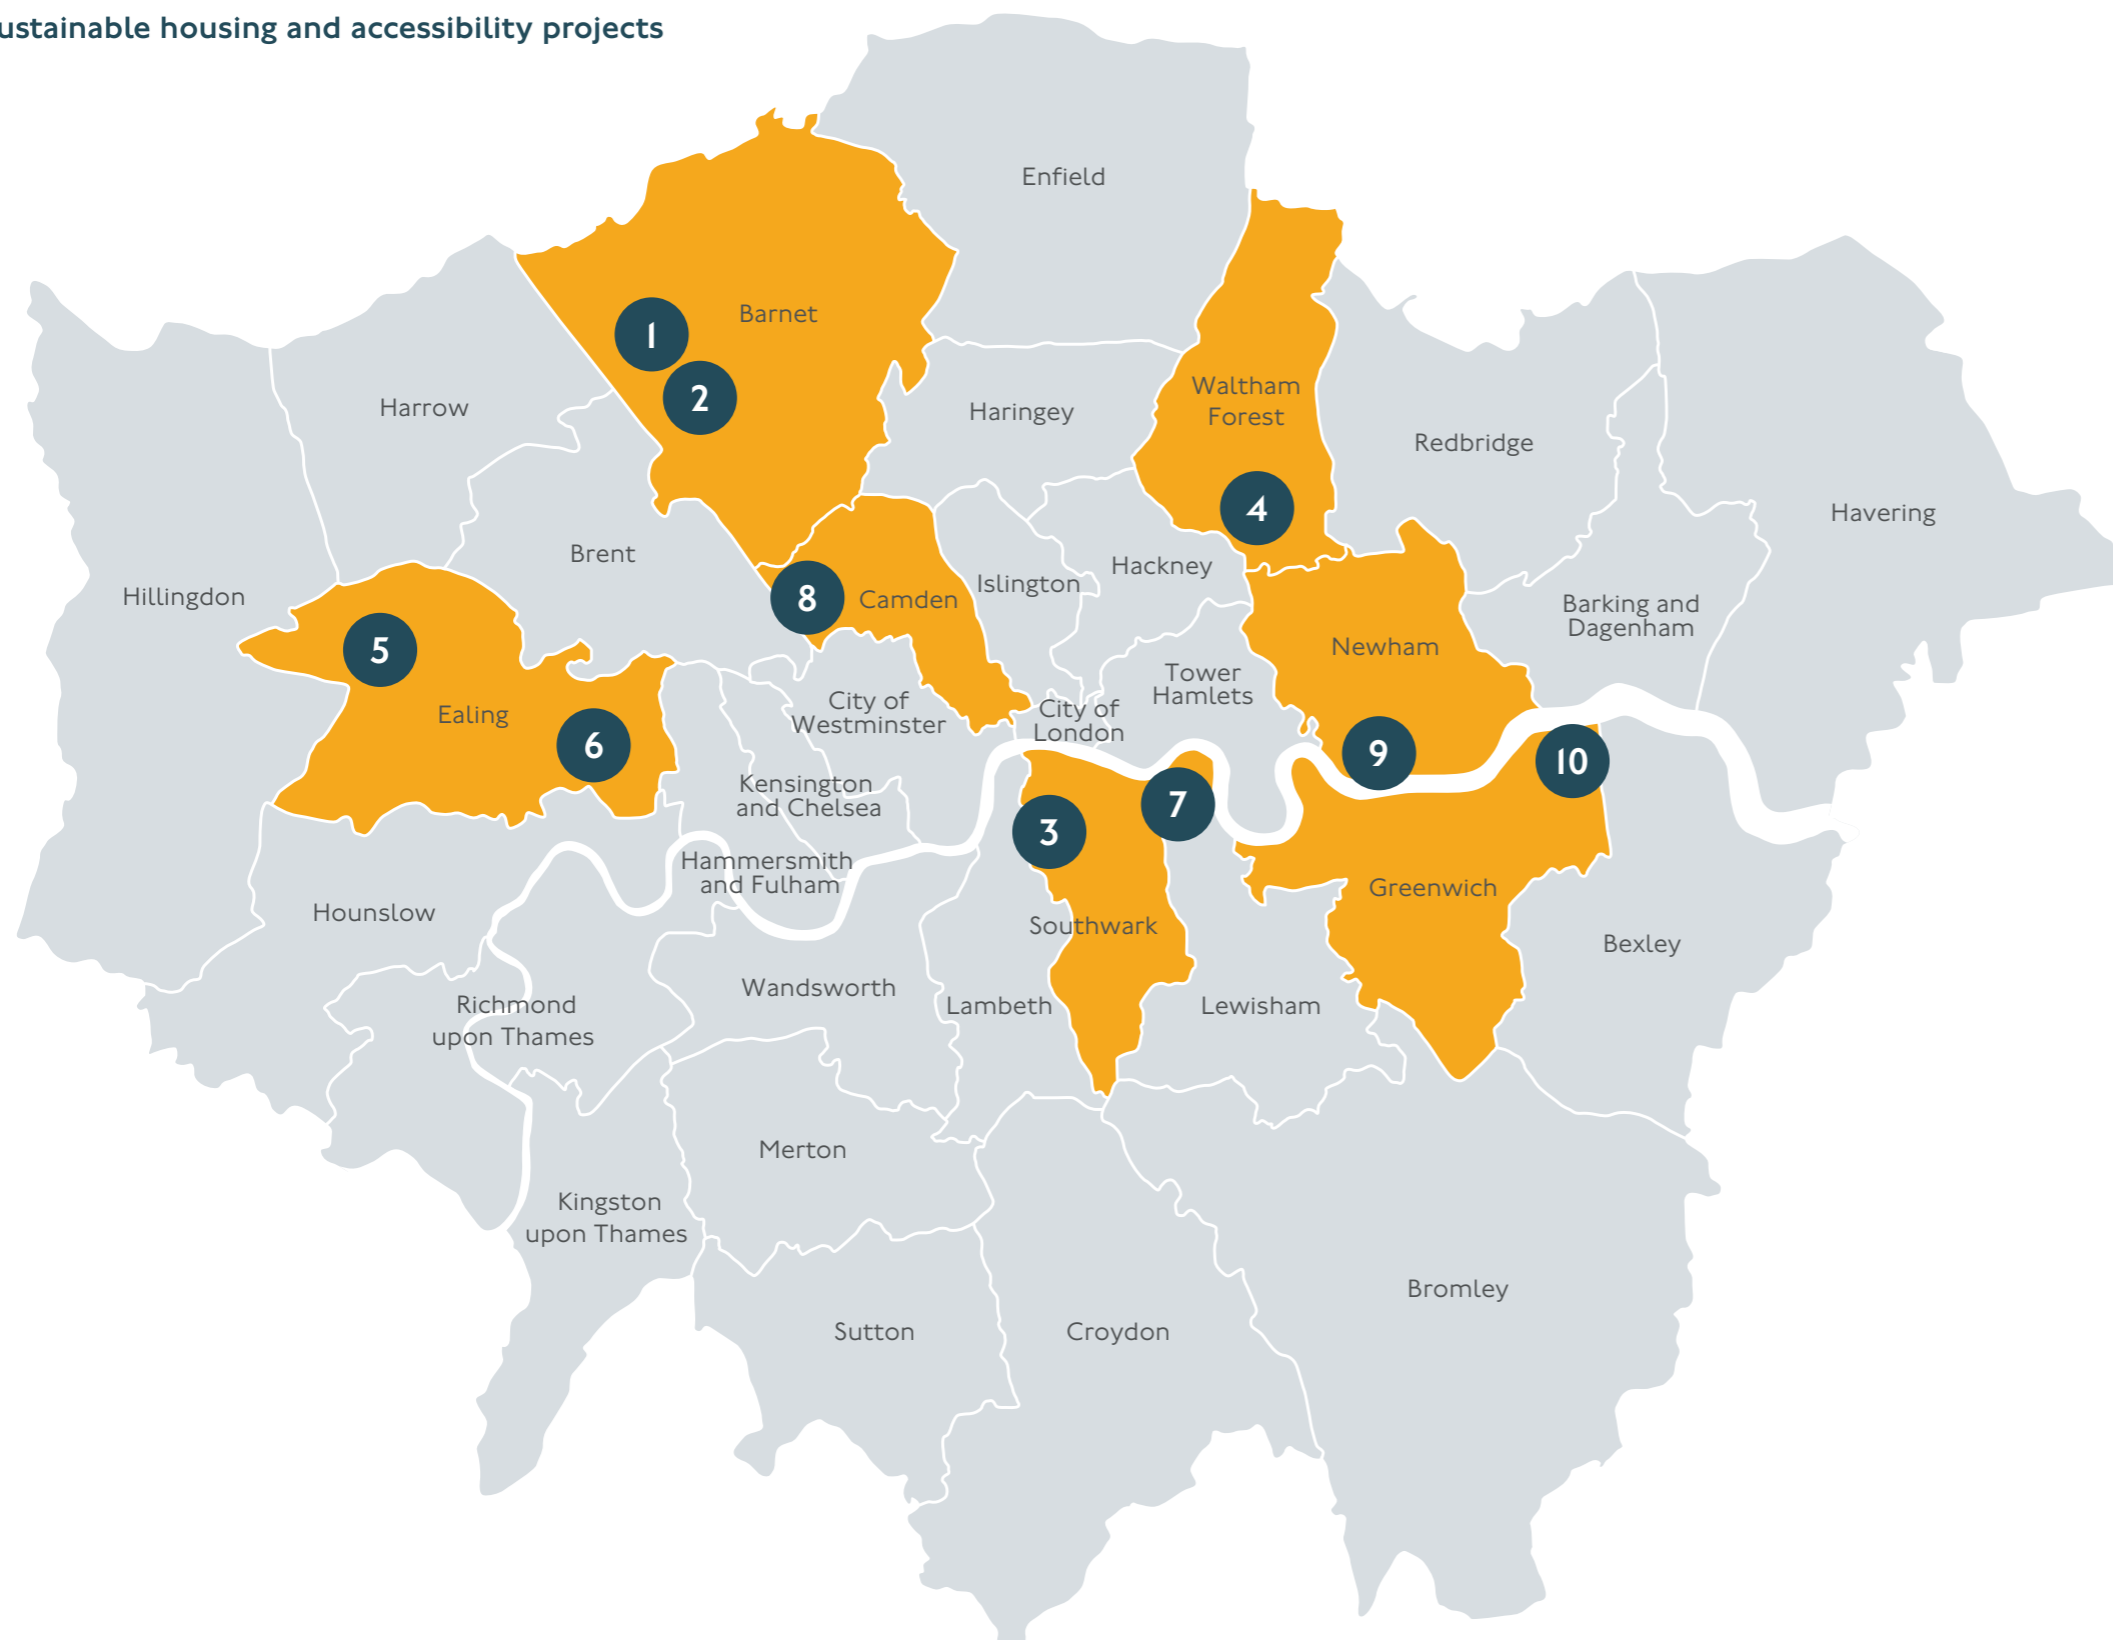 ustainable housing and accessibility projects
Enfield
Barnet
1
2
Harrow
Haringey
Waltham
Forest
Redbridge
4
Havering
Brent
Hillingdon
8
Camden
Islington
Hackney
Barking and
Dagenham
5
Newham
Ealing
6
City of
Westminster
City of
London
Tower
Hamlets
9
10
Kensington
and Chelsea
7
3
Hammersmith
and Fulham
Greenwich
Hounslow
Southwark
Bexley
Wandsworth
Richmond
upon Thames
Lambeth
Lewisham
Merton
Kingston
upon Thames
Bromley
Sutton
Croydon